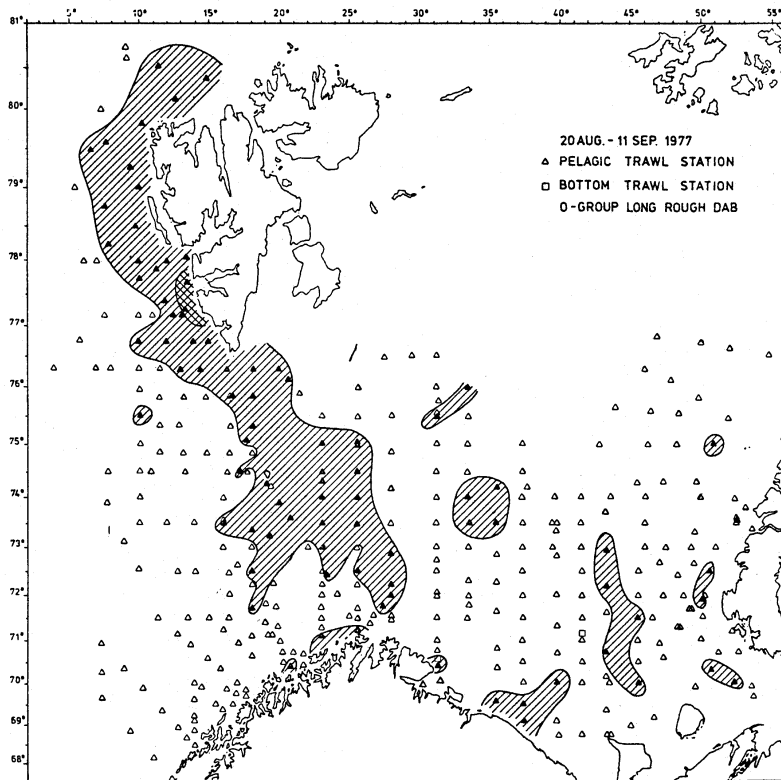 5° 10° 15° 20° 25° 30° 35° 40° 45° 50° 55°
81°
80°
20 AUG. - 11 SEP. 1977
PELAGIC TRAWL STATION
79°
BOTTOM TRAWL STATION
0-GROUP LONG ROUGH DAB
78°
77°
76°
75°
74°
73°
72°
71°
70°
69°
68°